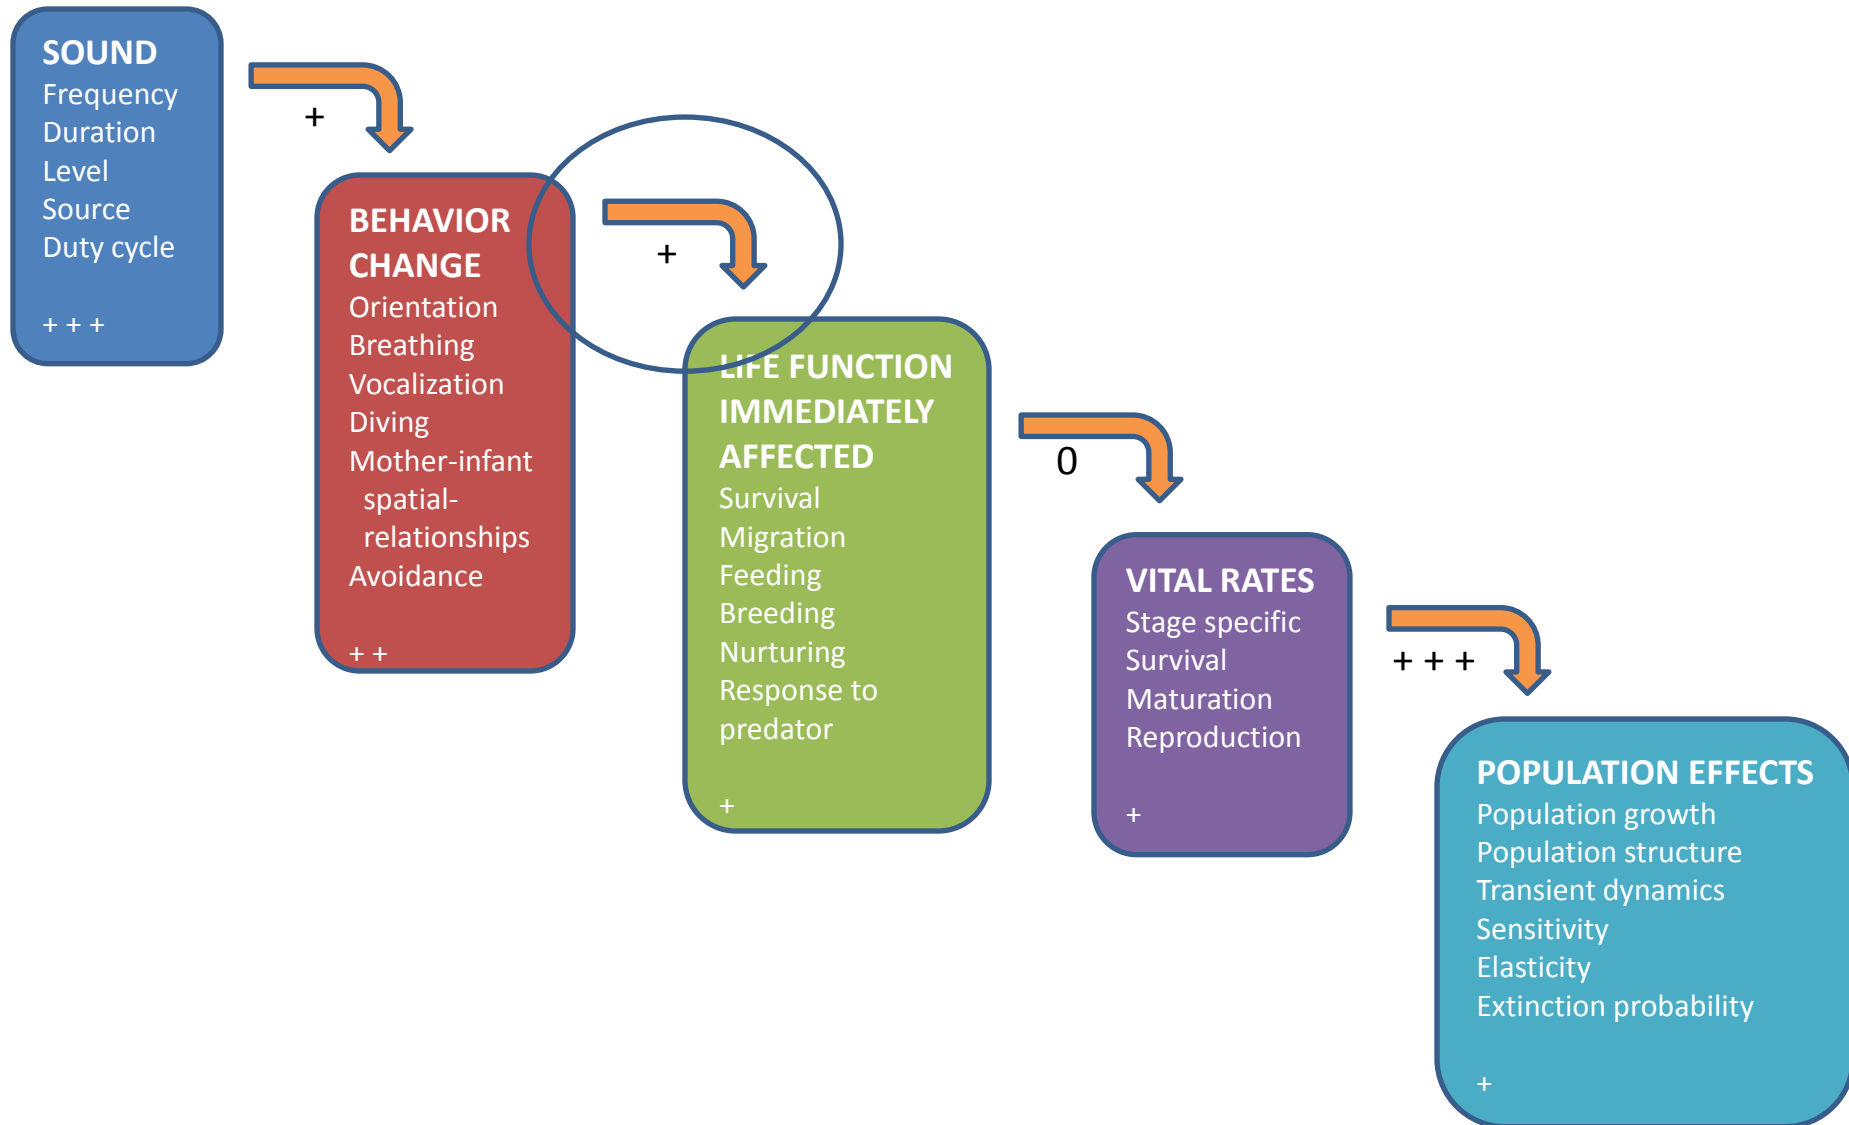 SOUND
Frequency
Duration
Level
Source
Duty cycle
+ + +
+
BEHAVIOR
CHANGE
Orientation
Breathing
Vocalization
Diving
Mother-infant
spatial-
relationships
Avoidance
+ +
+
LIFE FUNCTION
IMMEDIATELY
AFFECTED
Survival
Migration
Feeding
Breeding
Nurturing
Response to
predator
+
0
VITAL RATES
Stage specific
Survival
Maturation
Reproduction
+
+ + +
POPULATION EFFECTS
Population growth
Population structure
Transient dynamics
Sensitivity
Elasticity
Extinction probability
+